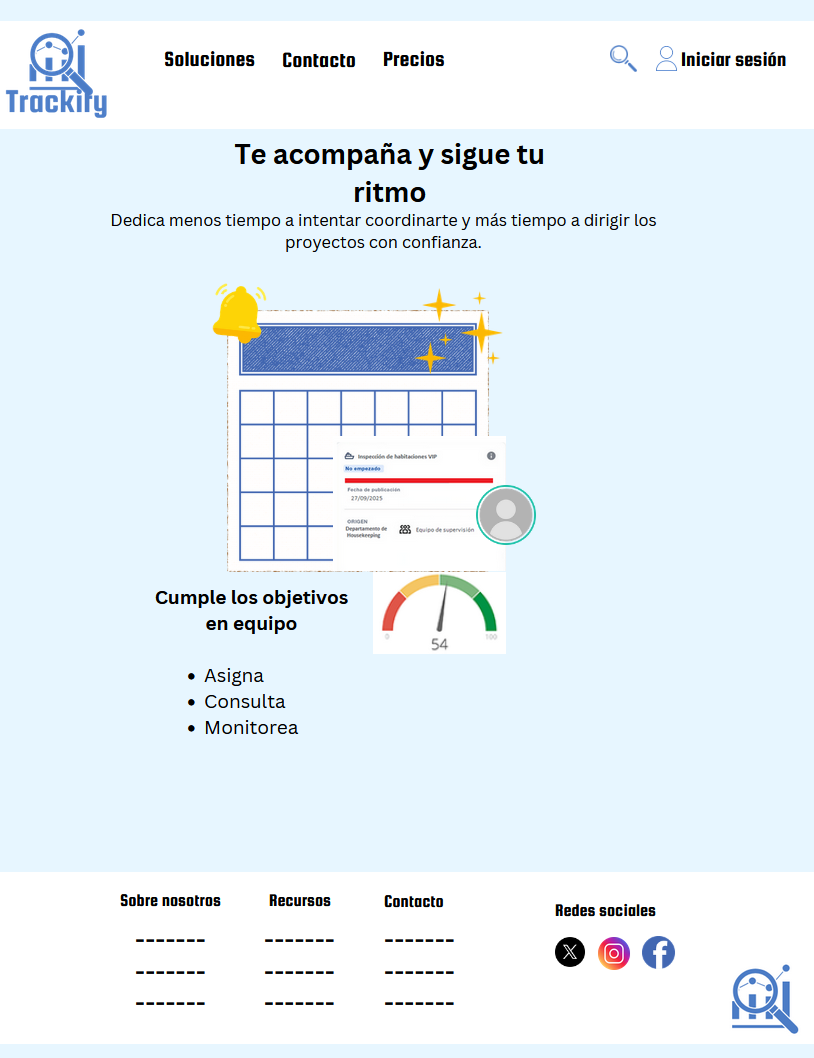 Trackify
Soluciones
Contacto
Precios
Iniciar sesión
Te acompaña y sigue tu
ritmo
Dedica menos tiempo a intentar coordinarte y más tiempo a dirigir los
proyectos con confianza.
Inspección de habitaciones VIP
No empezado
Fecha de publicación
27/09/2025
ORIGEN
Departamento de
Housekeeping
Equipo de supervisión
0
100
54
Cumple los objetivos
en equipo
• Asigna
• Consulta
• Monitorea
Sobre nosotros
Recursos
Contacto
Redes sociales
-------
-------
-------
-------
-------
-------
-------
-------
-------